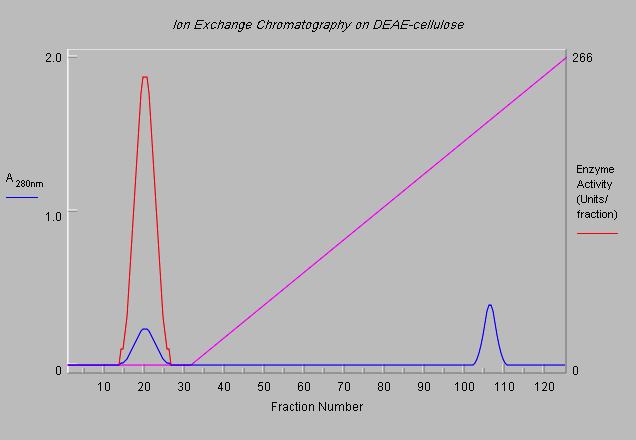 Ion Exchange Chromatography on DEAE-cellulose
2.0
266
A 280nm
Enzyme
Activity
(Units/
fraction)
1.0
0
0
10 20 30 40 50 60 70 80 90 100 110 120
Fraction Number